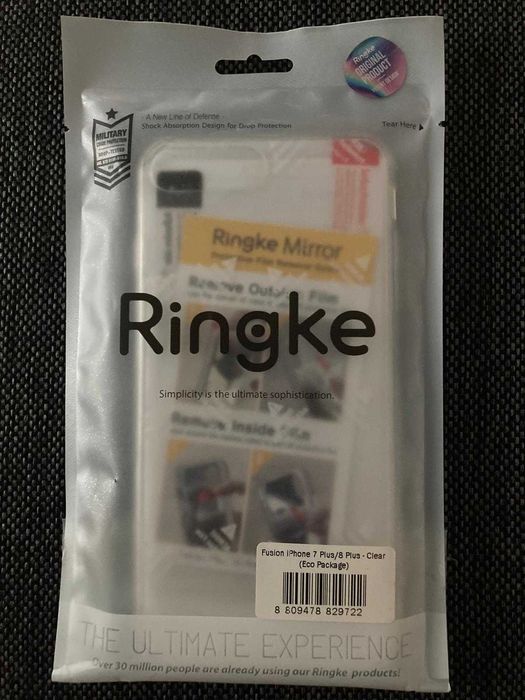 Ringke
ORIGINAL
PRODUCT
MILITARY
DROP-TESTED
A New Line of Defense
Shock Absorption Design for Drop Protection
Tear Here
Ringke Mirror
Remove Outside Film
Ringke
Simplicity is the ultimate sophistication.
Remove Inside Film
Fusion iPhone 7 Plus/8 Plus - Clear
(Eco Package)
8 809478 829722
THE ULTIMATE EXPERIENCE
Over 30 million people are already using our Ringke products!